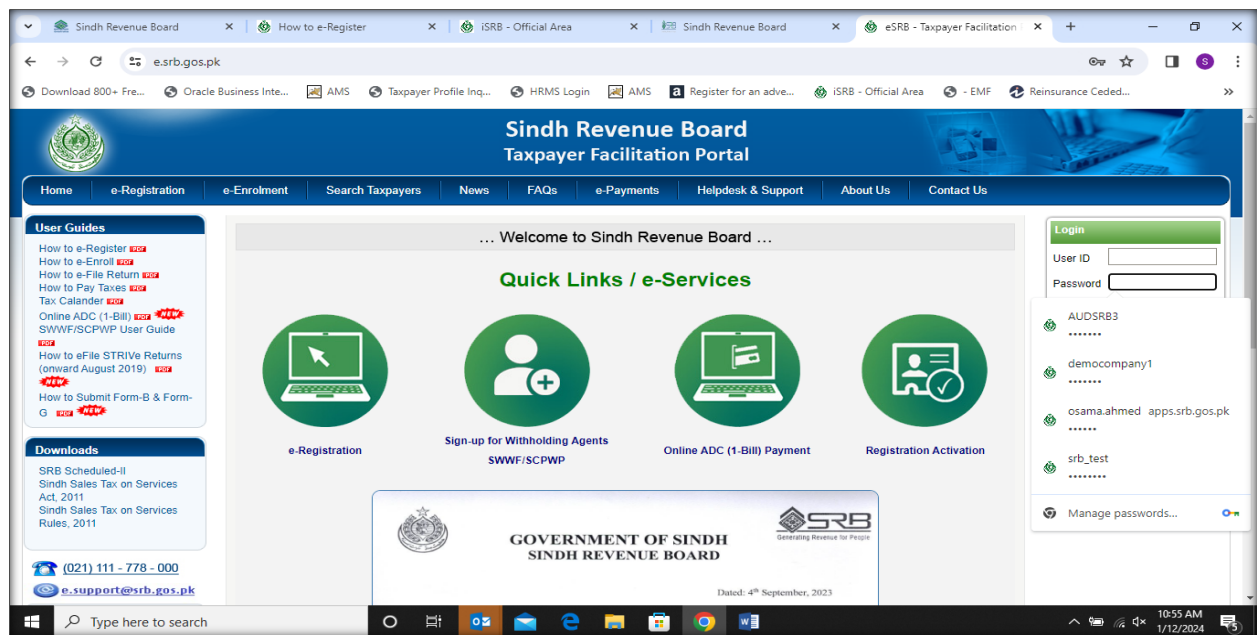 Sindh Revenue Board
How to e-Register
iSRB - Official Area
Sindh Revenue Board
eSRB - Taxpayer Facilitation
e.srb.gos.pk
S
Download 800+ Fre...
Oracle Business Inte...
AMS
Taxpayer Profile Inq...
HRMS Login
AMS
a Register for an adve...
iSRB - Official Area
- EMF
Reinsurance Ceded...
»
Sindh Revenue Board
Taxpayer Facilitation Portal
Home
e-Registration
e-Enrolment
Search Taxpayers
News
FAQs
e-Payments
Helpdesk & Support
About Us
Contact Us
User Guides
How to e-Register PDF
How to e-Enroll PDF
How to e-File Return PDF
How to Pay Taxes PDF
Tax Calander PDF
Online ADC (1-Bill) PDF NEW
SWWF/SCPWP User Guide
PDF
How to eFile STRIVe Returns
(onward August 2019) PDF
NEW
How to Submit Form-B & Form-
G PDF NEW
Downloads
SRB Scheduled-II
Sindh Sales Tax on Services
Act, 2011
Sindh Sales Tax on Services
Rules, 2011
(021) 111 - 778 - 000
e.support@srb.gos.pk
... Welcome to Sindh Revenue Board ...
Quick Links / e-Services
e-Registration
Sign-up for Withholding Agents
SWWF/SCPWP
Online ADC (1-Bill) Payment
Registration Activation
GOVERNMENT OF SINDH
SINDH REVENUE BOARD
SRB
Generating Revenue for People
Dated: 4th September, 2023
Login
User ID
Password
AUDSRB3
•••••••
democompany1
•••••••
osama.ahmed apps.srb.gos.pk
••••••
srb_test
••••••••
Manage passwords...
Type here to search
10:55 AM
1/12/2024
5